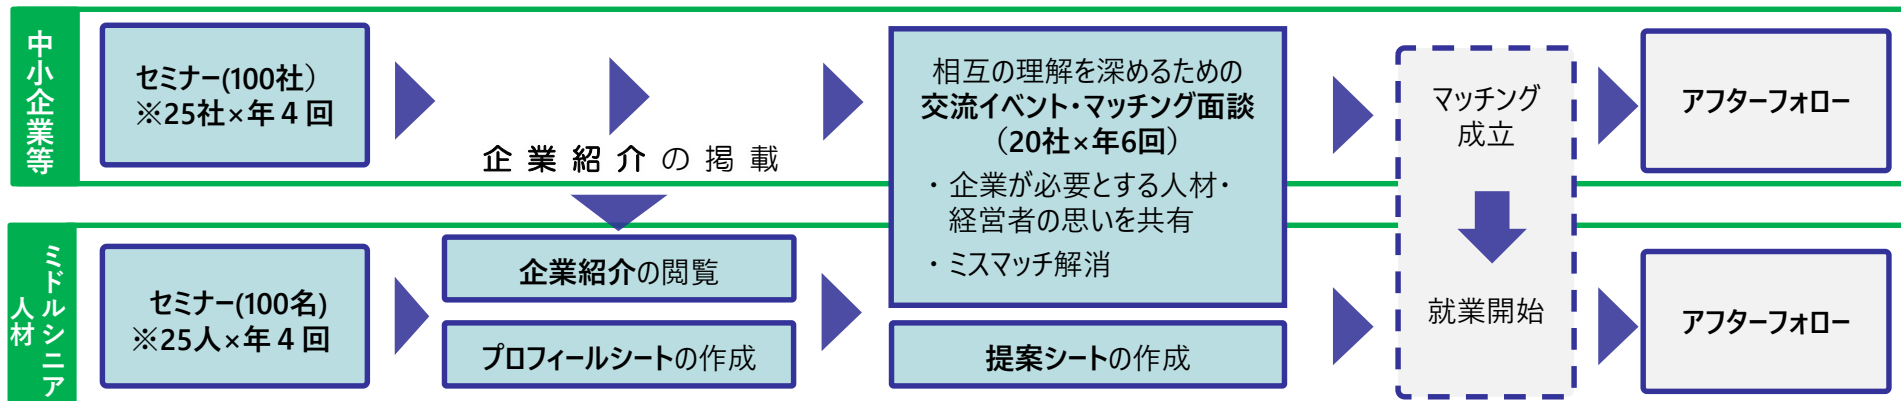 中小企業等
セミナー(100社）
※25社×年４回
企業紹介の掲載
相互の理解を深めるための
交流イベント・マッチング面談
（20社×年6回）
・企業が必要とする人材・
経営者の思いを共有
・ミスマッチ解消
マッチング
成立
アフターフォロー
ミドルシニア
人材
セミナー(100名)
※25人×年４回
企業紹介の閲覧
プロフィールシートの作成
提案シートの作成
就業開始
アフターフォロー